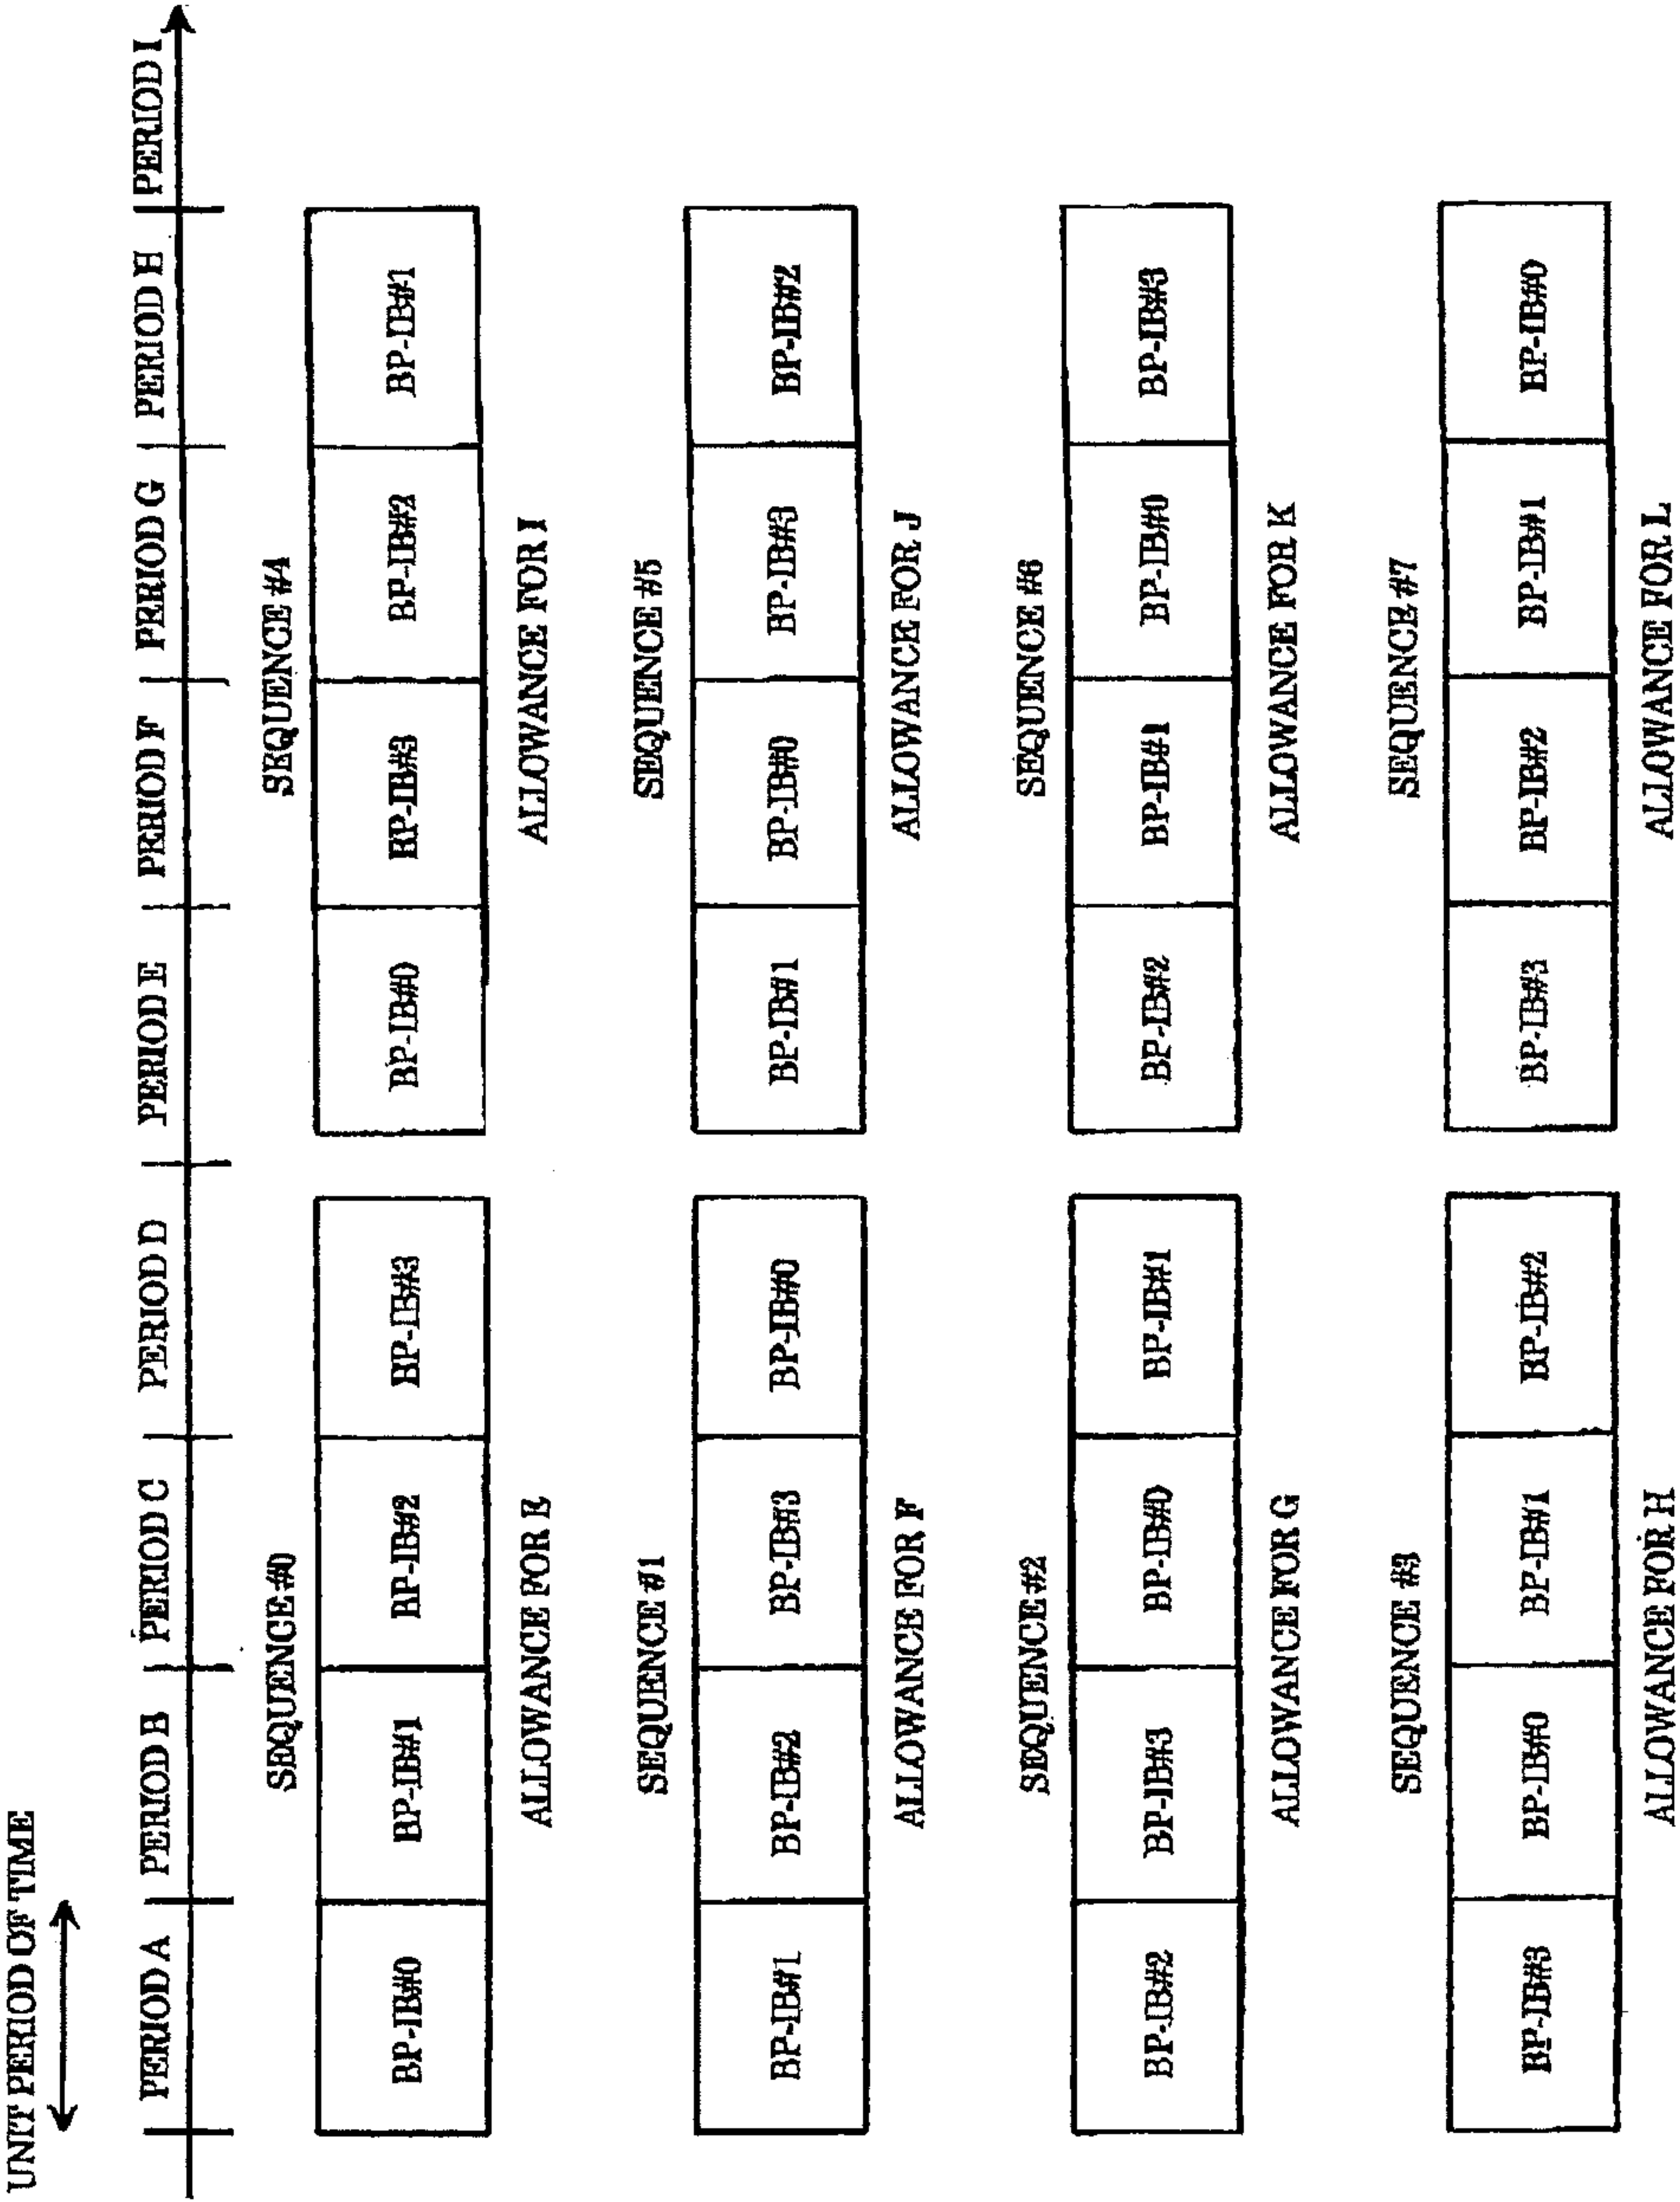 UNIT PERIOD OF TIME
PERIOD A PERIOD B PERIOD C PERIOD D PERIOD E PERIOD F PERIOD G PERIOD H PERIOD I
SEQUENCE #0
BP-IB#0 BP-IB#1 BP-IB#2 BP-IB#3
ALLOWANCE FOR E
SEQUENCE #4
BP-IB#0 BP-IB#3 BP-IB#2 BP-IB#1
ALLOWANCE FOR I
SEQUENCE #1
BP-IB#1 BP-IB#2 BP-IB#3 BP-IB#0
ALLOWANCE FOR F
SEQUENCE #5
BP-IB#1 BP-IB#0 BP-IB#3 BP-IB#2
ALLOWANCE FOR J
SEQUENCE #2
BP-IB#2 BP-IB#3 BP-IB#0 BP-IB#1
ALLOWANCE FOR G
SEQUENCE #6
BP-IB#2 BP-IB#1 BP-IB#0 BP-IB#3
ALLOWANCE FOR K
SEQUENCE #3
BP-IB#3 BP-IB#0 BP-IB#1 BP-IB#2
ALLOWANCE FOR H
SEQUENCE #7
BP-IB#3 BP-IB#2 BP-IB#1 BP-IB#0
ALLOWANCE FOR L